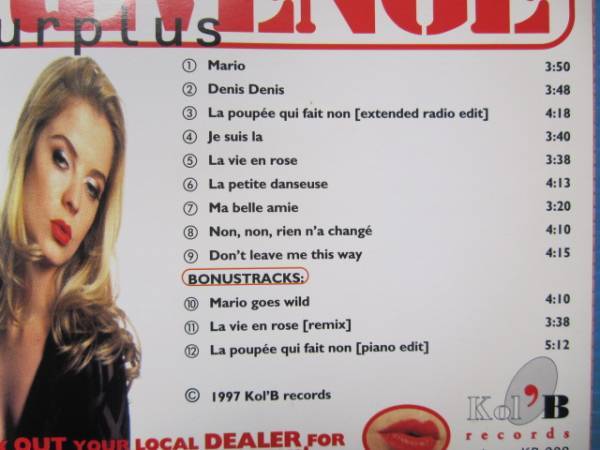 urplus
① Mario 3:50
② Denis Denis 3:48
③ La poupée qui fait non [extended radio edit] 4:18
④ Je suis la 3:40
⑤ La vie en rose 3:38
⑥ La petite danseuse 4:13
⑦ Ma belle amie 3:20
⑧ Non, non, rien n'a changé 4:10
⑨ Don't leave me this way 4:15
BONUSTRACKS:
⑩ Mario goes wild 4:10
⑪ La vie en rose [remix] 3:38
⑫ La poupée qui fait non [piano edit] 5:12
© 1997 Kol'B records
Kol'B
records
OUT YOUR LOCAL DEALER FOR